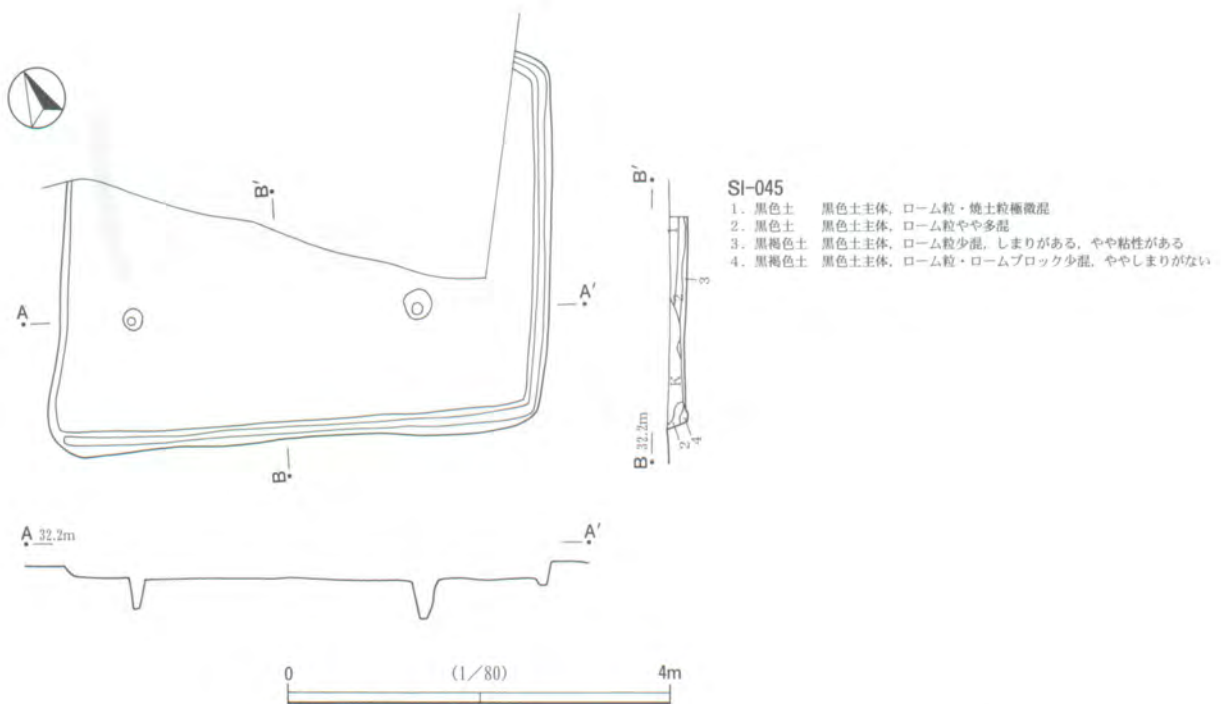 B′
A
A′
B
B′
2
3
K
B 32.2m
2
4
SI-045
1. 黒色土 黒色土主体，ローム粒・焼土粒極微混
2. 黒色土 黒色土主体，ローム粒やや多混
3. 黒褐色土 黒色土主体，ローム粒少混，しまりがある，やや粘性がある
4. 黒褐色土 黒色土主体，ローム粒・ロームブロック少混，ややしまりがない
A 32.2m
A′
0 (1/80) 4m